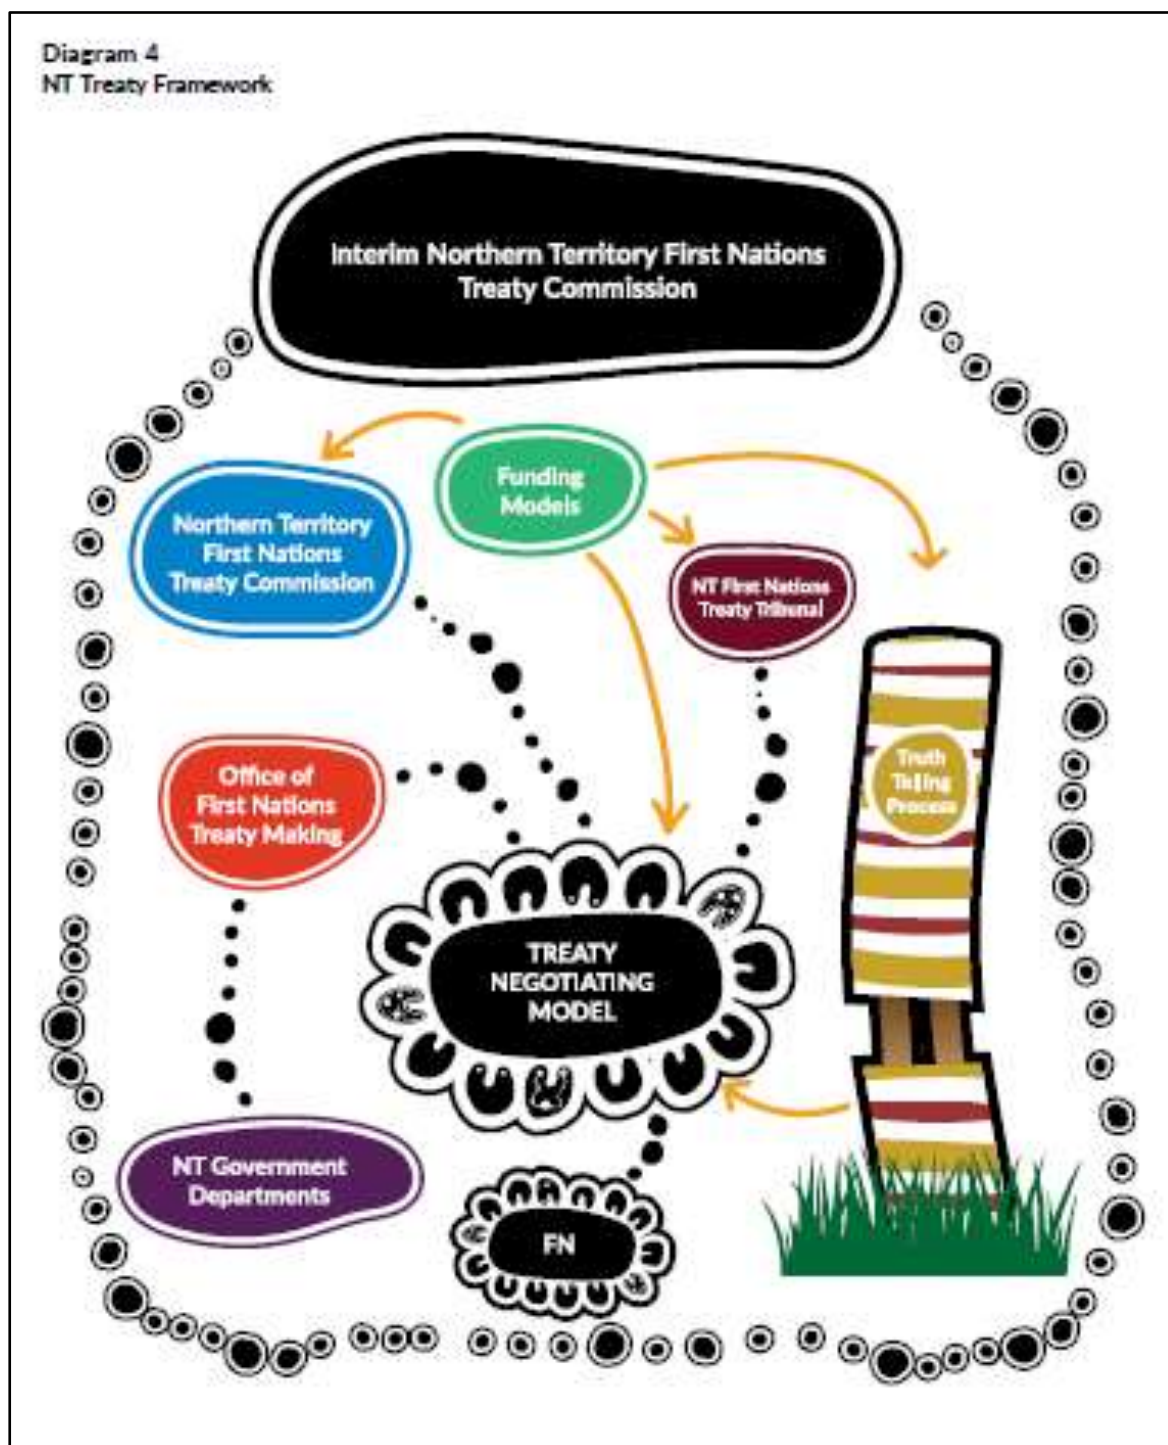 Diagram 4
NT Treaty Framework
Interim Northern Territory First Nations
Treaty Commission
Funding
Models
Northern Territory
First Nations
Treaty Commission
NT First Nations
Treaty Tribunal
Truth
Telling
Process
Office of
First Nations
Treaty Making
TREATY
NEGOTIATING
MODEL
NT Government
Departments
FN